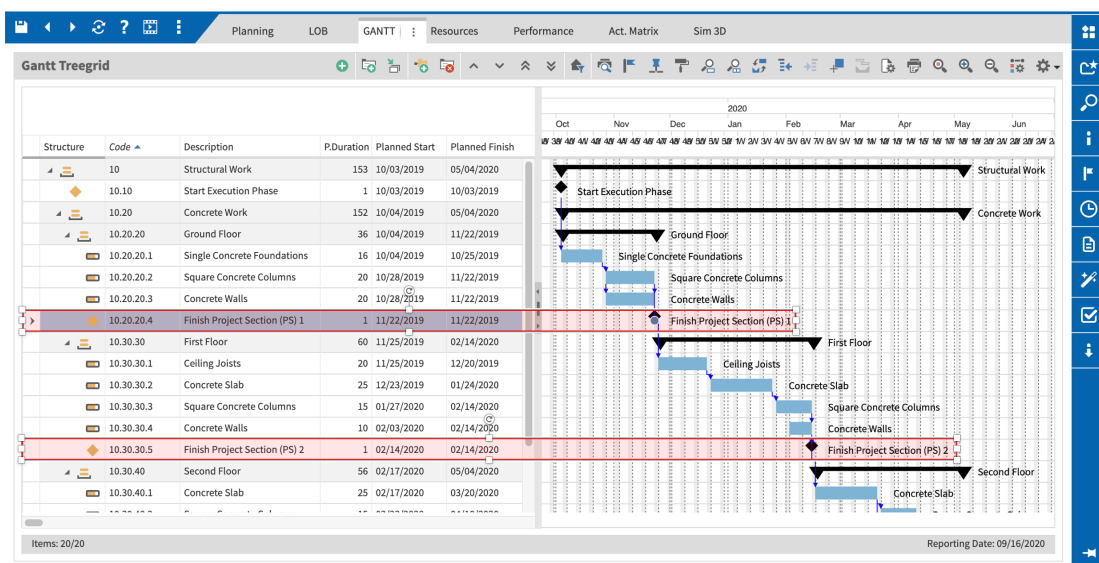 Planning LOB GANTT Resources Performance Act. Matrix Sim 3D
Gantt Treegrid
2020
Oct Nov Dec Jan Feb Mar Apr May Jun
Structure Code Description P.Duration Planned Start Planned Finish
10 Structural Work 153 10/03/2019 05/04/2020 Structural Work
10.10 Start Execution Phase 1 10/03/2019 10/03/2019 Start Execution Phase
10.20 Concrete Work 152 10/04/2019 05/04/2020 Concrete Work
10.20.20 Ground Floor 36 10/04/2019 11/22/2019 Ground Floor
10.20.20.1 Single Concrete Foundations 16 10/04/2019 10/25/2019 Single Concrete Foundations
10.20.20.2 Square Concrete Columns 20 10/28/2019 11/22/2019 Square Concrete Columns
10.20.20.3 Concrete Walls 20 10/28/2019 11/22/2019 Concrete Walls
10.20.20.4 Finish Project Section (PS) 1 1 11/22/2019 11/22/2019 Finish Project Section (PS) 1
10.30.30 First Floor 60 11/25/2019 02/14/2020 First Floor
10.30.30.1 Ceiling Joists 20 11/25/2019 12/20/2019 Ceiling Joists
10.30.30.2 Concrete Slab 25 12/23/2019 01/24/2020 Concrete Slab
10.30.30.3 Square Concrete Columns 15 01/27/2020 02/14/2020 Square Concrete Columns
10.30.30.4 Concrete Walls 10 02/03/2020 02/14/2020 Concrete Walls
10.30.30.5 Finish Project Section (PS) 2 1 02/14/2020 02/14/2020 Finish Project Section (PS) 2
10.30.40 Second Floor 56 02/17/2020 05/04/2020 Second Floor
10.30.40.1 Concrete Slab 25 02/17/2020 03/20/2020 Concrete Slab
Items: 20/20 Reporting Date: 09/16/2020